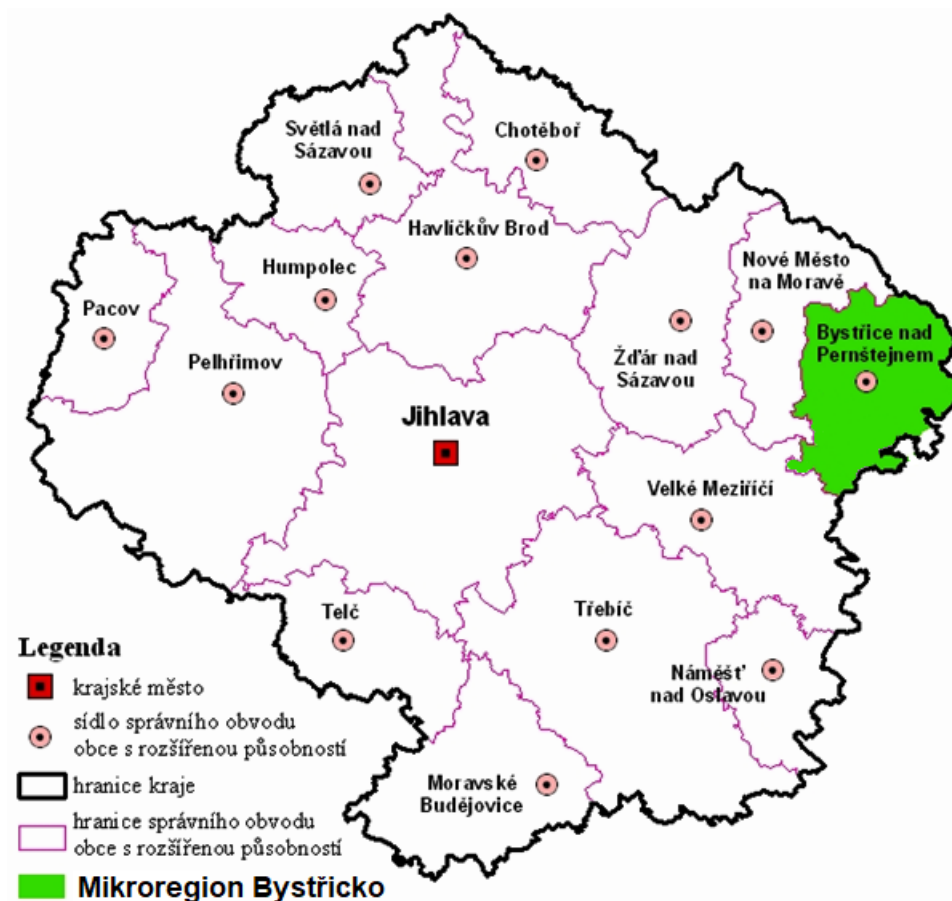 Světlá nad
Sázavou
Chotěboř
Havlíčkův Brod
Humpolec
Nové Město
na Moravě
Pacov
Pelhřimov
Žďár nad
Sázavou
Bystřice nad
Pernštejnem
Jihlava
Velké Meziříčí
Telč
Třebíč
Náměšť
nad Oslavou
Moravské
Budějovice
Legenda
krajské město
sídlo správního obvodu
obce s rozšířenou působností
hranice kraje
hranice správního obvodu
obce s rozšířenou působností
Mikroregion Bystřicko